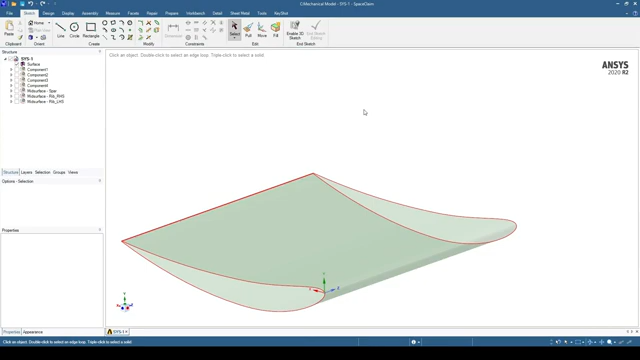 C:Mechanical Model - SYS-1 - SpaceClaim
File Sketch Design Display Assembly Measure Repair Prepare Workbench Detail Sheet Metal Tools KeyShot
Home
Paste Line Circle Rectangle Select Pull Move Fill Enable 3D Sketch End Sketch Editing
Clipboard Orient Create Modify Constraints Edit End Sketch
Structure
Click an object. Double-click to select an edge loop. Triple-click to select a solid.
SYS-1
Surface
Component1
Component2
Component3
Component4
Midsurface - Spar
Midsurface - Rib_RHS
Midsurface - Rib_LHS
ANSYS
2020 R2
Structure Layers Selection Groups Views
Options - Selection
Properties
Y
Y
Properties Appearance
SYS-1
Click an object. Double-click to select an edge loop. Triple-click to select a solid.